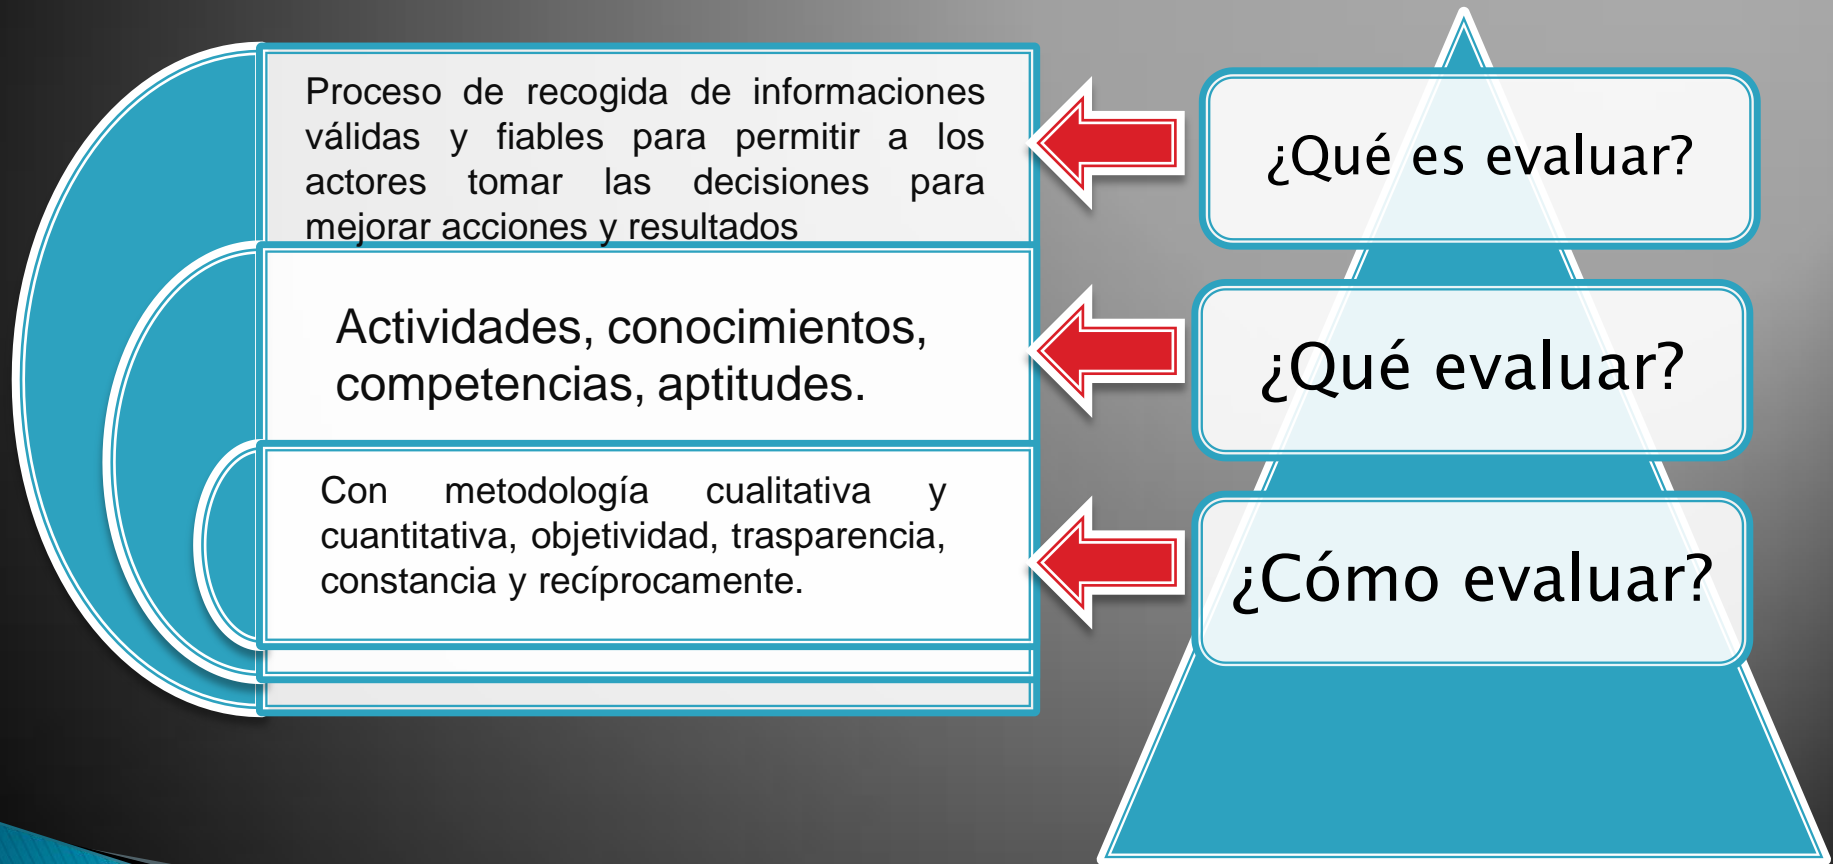 Proceso de recogida de informaciones
válidas y fiables para permitir a los
actores tomar las decisiones para
mejorar acciones y resultados
¿Qué es evaluar?
Actividades, conocimientos,
competencias, aptitudes.
¿Qué evaluar?
Con metodología cualitativa y
cuantitativa, objetividad, trasparencia,
constancia y recíprocamente.
¿Cómo evaluar?